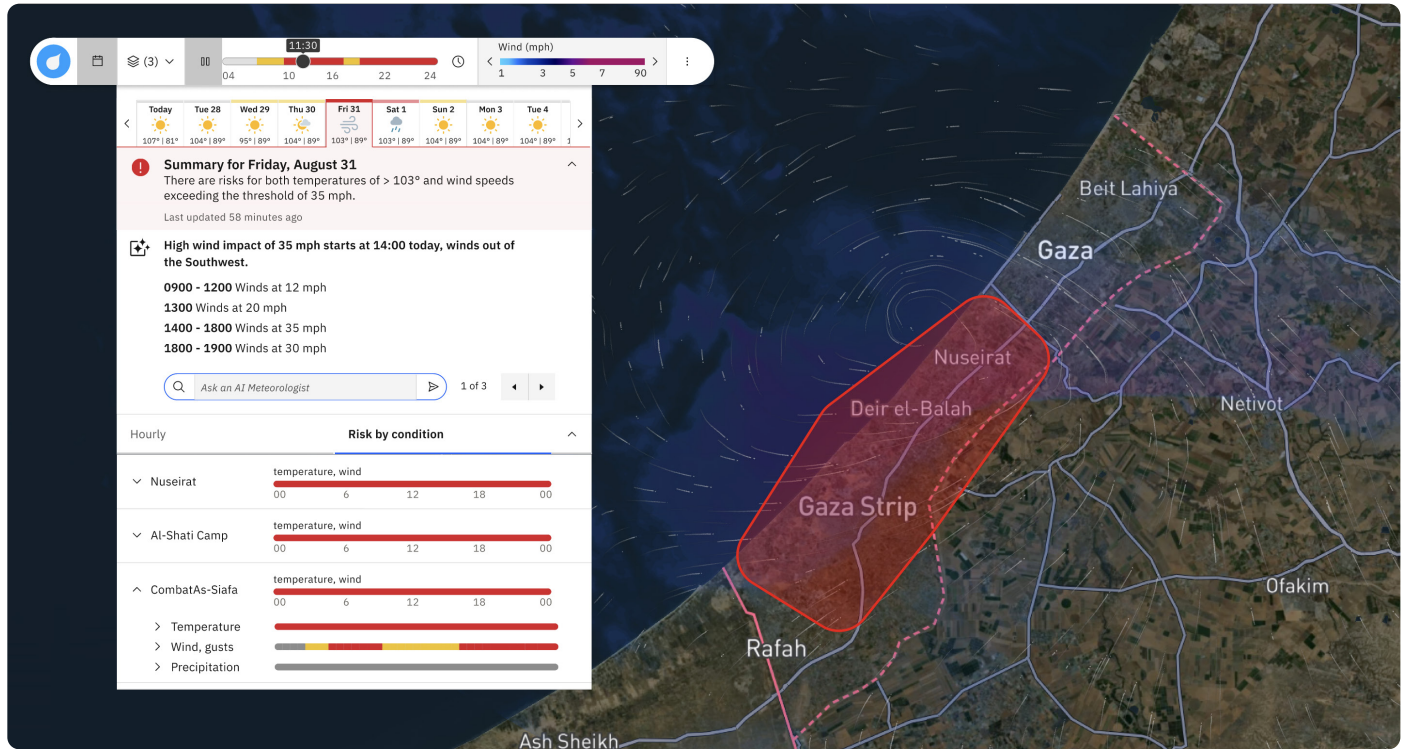 11:30
(3)
04 10 16 22 24
Wind (mph)
1 3 5 7 90
Today Tue 28 Wed 29 Thu 30 Fri 31 Sat 1 Sun 2 Mon 3 Tue 4
107° | 81° 104° | 89° 95° | 89° 104° | 89° 103° | 89° 103° | 89° 104° | 89° 104° | 89° 104° | 89° 1
Summary for Friday, August 31
There are risks for both temperatures of > 103° and wind speeds
exceeding the threshold of 35 mph.
Last updated 58 minutes ago
High wind impact of 35 mph starts at 14:00 today, winds out of
the Southwest.
0900 - 1200 Winds at 12 mph
1300 Winds at 20 mph
1400 - 1800 Winds at 35 mph
1800 - 1900 Winds at 30 mph
Ask an AI Meteorologist
1 of 3
Hourly Risk by condition
temperature, wind
Nuseirat
00 6 12 18 00
temperature, wind
Al-Shati Camp
00 6 12 18 00
temperature, wind
CombatAs-Siafa
00 6 12 18 00
Temperature
Wind, gusts
Precipitation
Beit Lahiya
Gaza
Nuseirat
Deir el-Balah
Netivot
Gaza Strip
Ofakim
Rafah
Ash Sheikh